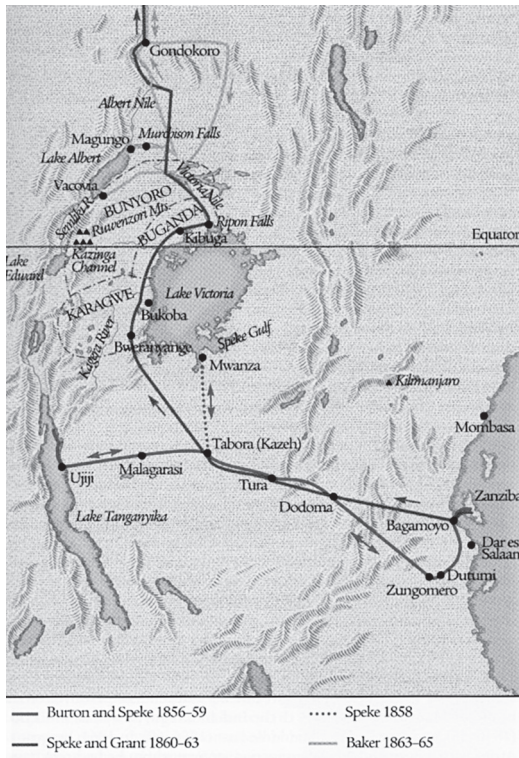 Gondokoro
Albert Nile
Magungo
Murchison Falls
Lake Albert
Victoria Nile
Vacovia
Semliki R.
BUNYORO
Ruwenzori Mts.
BUGANDA
Ripon Falls
Kibuga
Equator
Kazinga
Channel
Lake
Edward
Lake Victoria
KARAGWE
Bukoba
Kagera River
Bweranyange
Speke Gulf
Mwanza
Kilimanjaro
Mombasa
Tabora (Kazeh)
Malagarasi
Ujiji
Tura
Dodoma
Zanziba
Bagamoyo
Lake Tanganyika
Dar es
Salaam
Dutumi
Zungomero
Burton and Speke 1856–59
Speke 1858
Speke and Grant 1860–63
Baker 1863–65